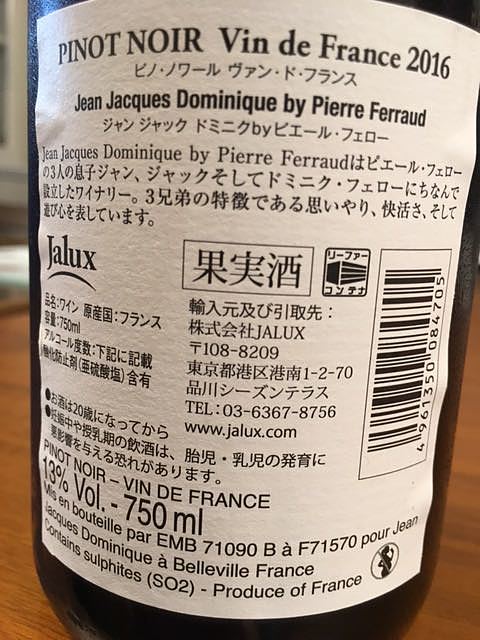 PINOT NOIR Vin de France 2016
ピノ・ノワール ヴァン・ド・フランス
Jean Jacques Dominique by Pierre Ferraud
ジャン ジャック ドミニクbyピエール・フェロー
Jean Jacques Dominique by Pierre Ferraudはピエール・フェロー
の3人の息子ジャン、ジャックそしてドミニク・フェローにちなんで
設立したワイナリー。3兄弟の特徴である思いやり、快活さ、そして
遊び心を表しています。
Jalux
果実酒
リーファー
コンテナ
品名:ワイン 原産国:フランス
容量:750ml
アルコール度数:下記に記載
酸化防止剤(亜硫酸塩)含有
輸入元及び引取先:
株式会社JALUX
〒108-8209
東京都港区港南1-2-70
品川シーズンテラス
TEL:03-6367-8756
www.jalux.com
4 961350 084705
●お酒は20歳になってから
●妊娠中や授乳期の飲酒は、胎児・乳児の発育に
悪影響を与える恐れがあります。
PINOT NOIR – VIN DE FRANCE
13% Vol. - 750 ml
Mis en bouteille par EMB 71090 B à F71570 pour Jean
Jacques Dominique à Belleville France
Contains sulphites (SO2) - Produce of France